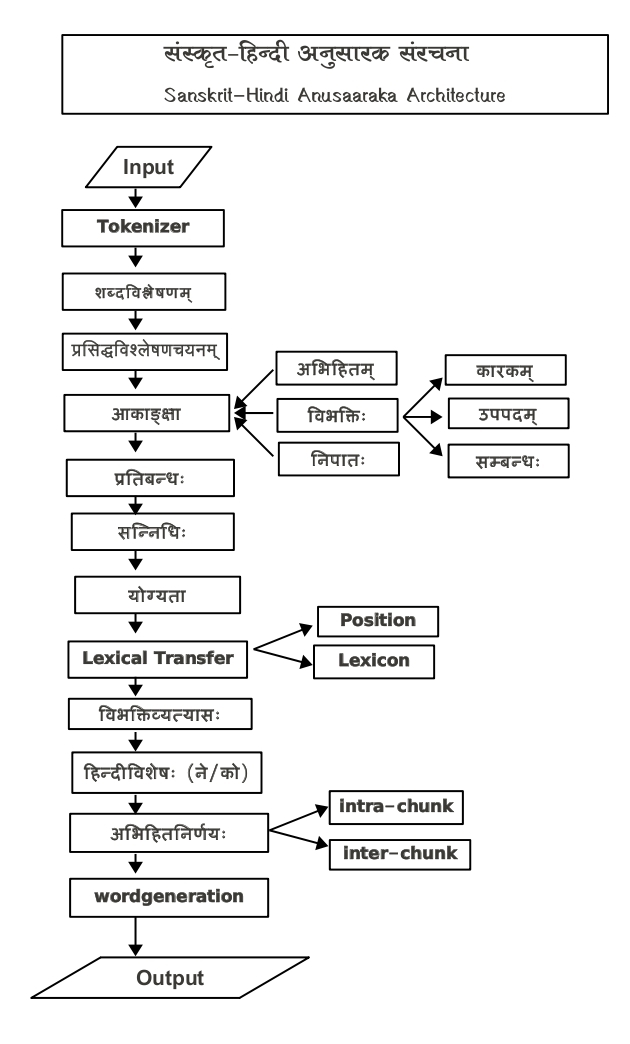 संस्कृत-हिन्दी अनुसारक संरचना
Sanskrit-Hindi Anusaaraka Architecture
Input
Tokenizer
शब्दविश्लेषणम्
प्रसिद्धविश्लेषणचयनम्
अभिहितम्
कारकम्
आकाङ्क्षा
विभक्तिः
उपपदम्
निपातः
सम्बन्धः
प्रतिबन्धः
सन्निधिः
योग्यता
Position
Lexical Transfer
Lexicon
विभक्तिव्यत्यासः
हिन्दीविशेषः (ने/को)
intra-chunk
अभिहितनिर्णयः
inter-chunk
wordgeneration
Output